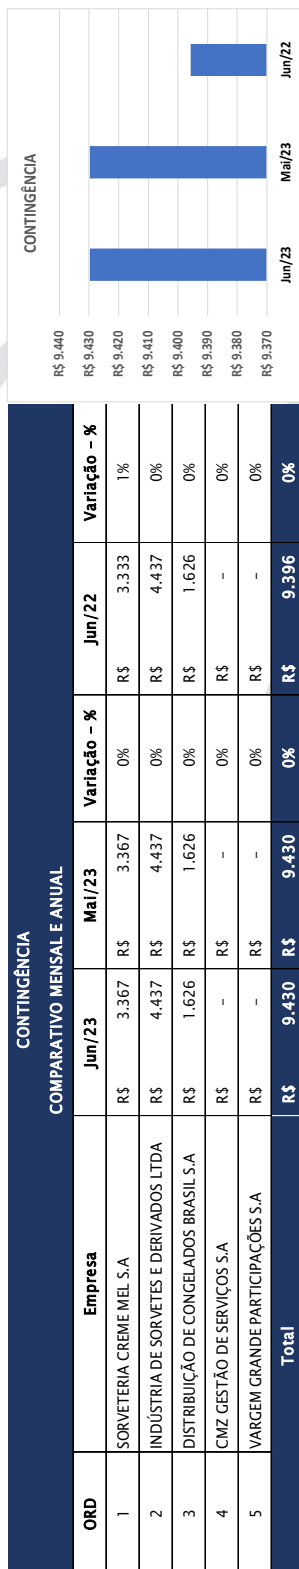 CONTINGÊNCIA
COMPARATIVO MENSAL E ANUAL
ORD Empresa Jun/23 Mai/23 Variação - % Jun/22 Variação - %
1 SORVETERIA CREME MEL S.A R$ 3.367 R$ 3.367 0% R$ 3.333 1%
2 INDÚSTRIA DE SORVETES E DERIVADOS LTDA R$ 4.437 R$ 4.437 0% R$ 4.437 0%
3 DISTRIBUIÇÃO DE CONGELADOS BRASIL S.A R$ 1.626 R$ 1.626 0% R$ 1.626 0%
4 CMZ GESTÃO DE SERVIÇOS S.A R$ - R$ - 0% R$ - 0%
5 VARGEM GRANDE PARTICIPAÇÕES S.A R$ - R$ - 0% R$ - 0%
Total R$ 9.430 R$ 9.430 0% R$ 9.396 0%
CONTINGÊNCIA
R$ 9.440
R$ 9.430
R$ 9.420
R$ 9.410
R$ 9.400
R$ 9.390
R$ 9.380
R$ 9.370
Jun/23 Mai/23 Jun/22